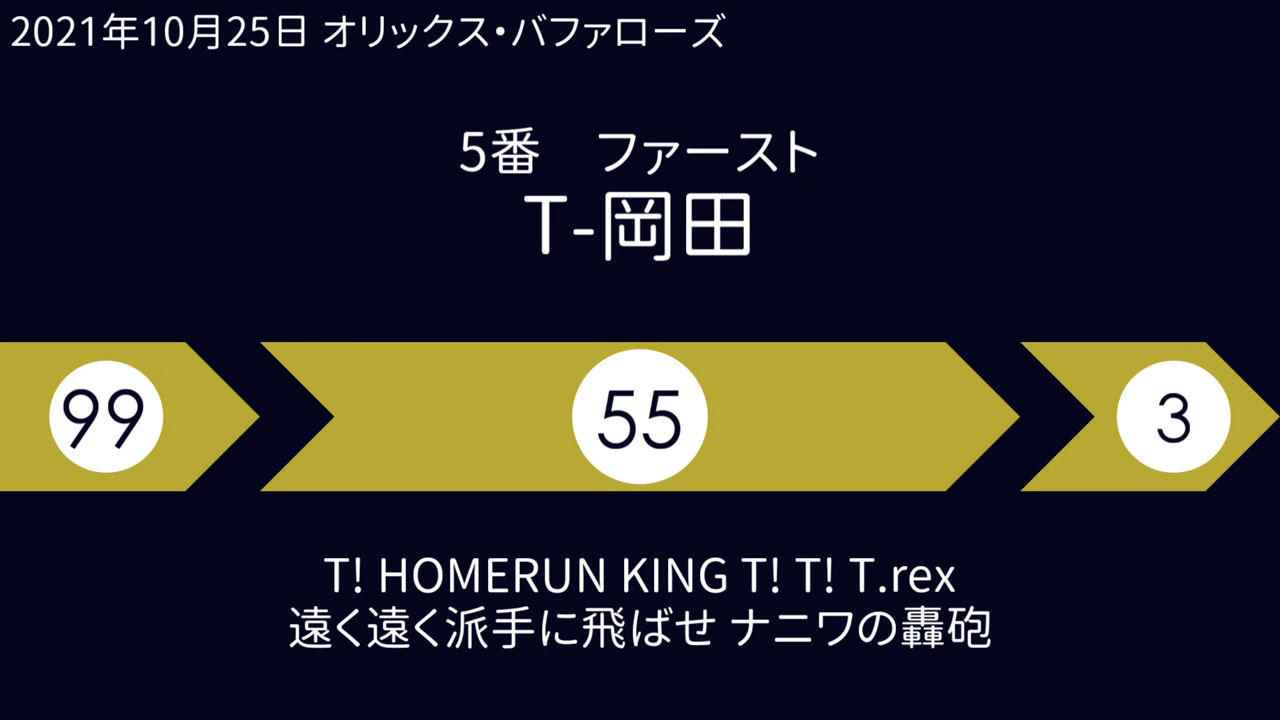 2021年10月25日 オリックス・バファローズ
5番　ファースト
T-岡田
99
55
3
T! HOMERUN KING T! T! T.rex
遠く遠く派手に飛ばせ ナニワの轟砲